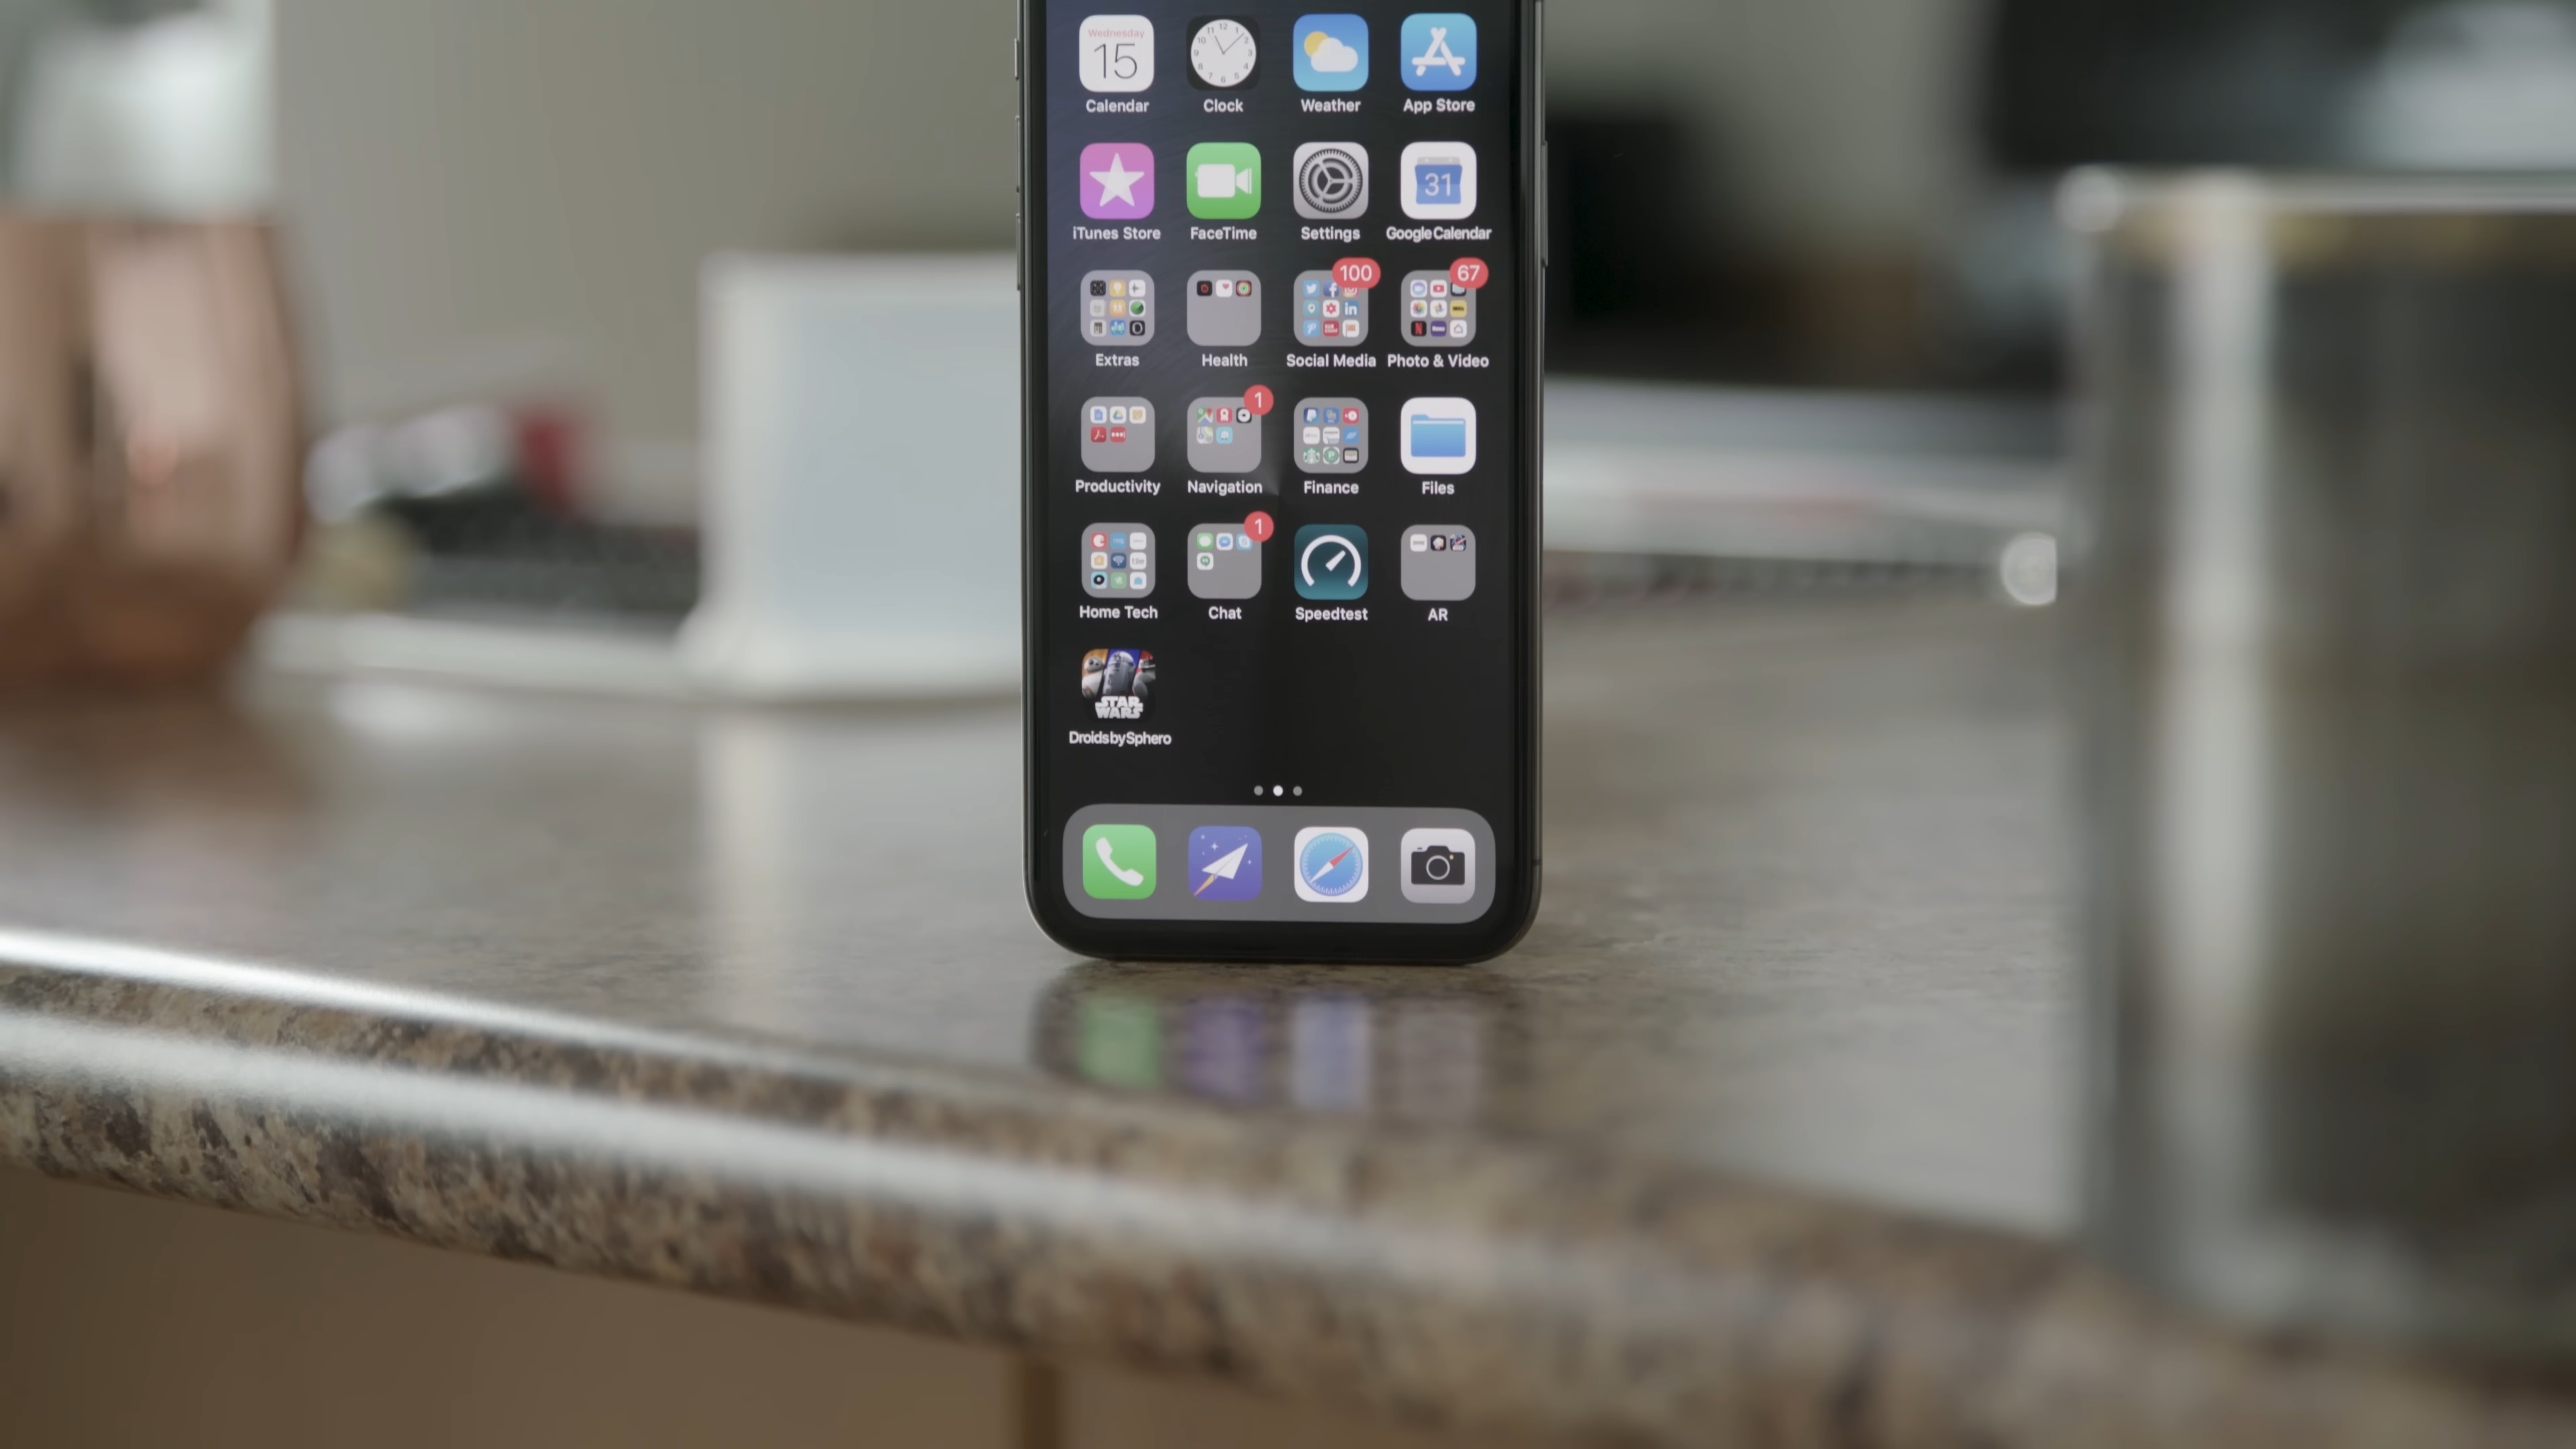 Wednesday
15
Calendar
Clock
Weather
App Store
iTunes Store
FaceTime
Settings
31
Google Calendar
100
67
Extras
Health
Social Media
Photo & Video
1
Productivity
Navigation
Finance
Files
1
Home Tech
Chat
Speedtest
AR
STAR
WARS
DroidsbySphero